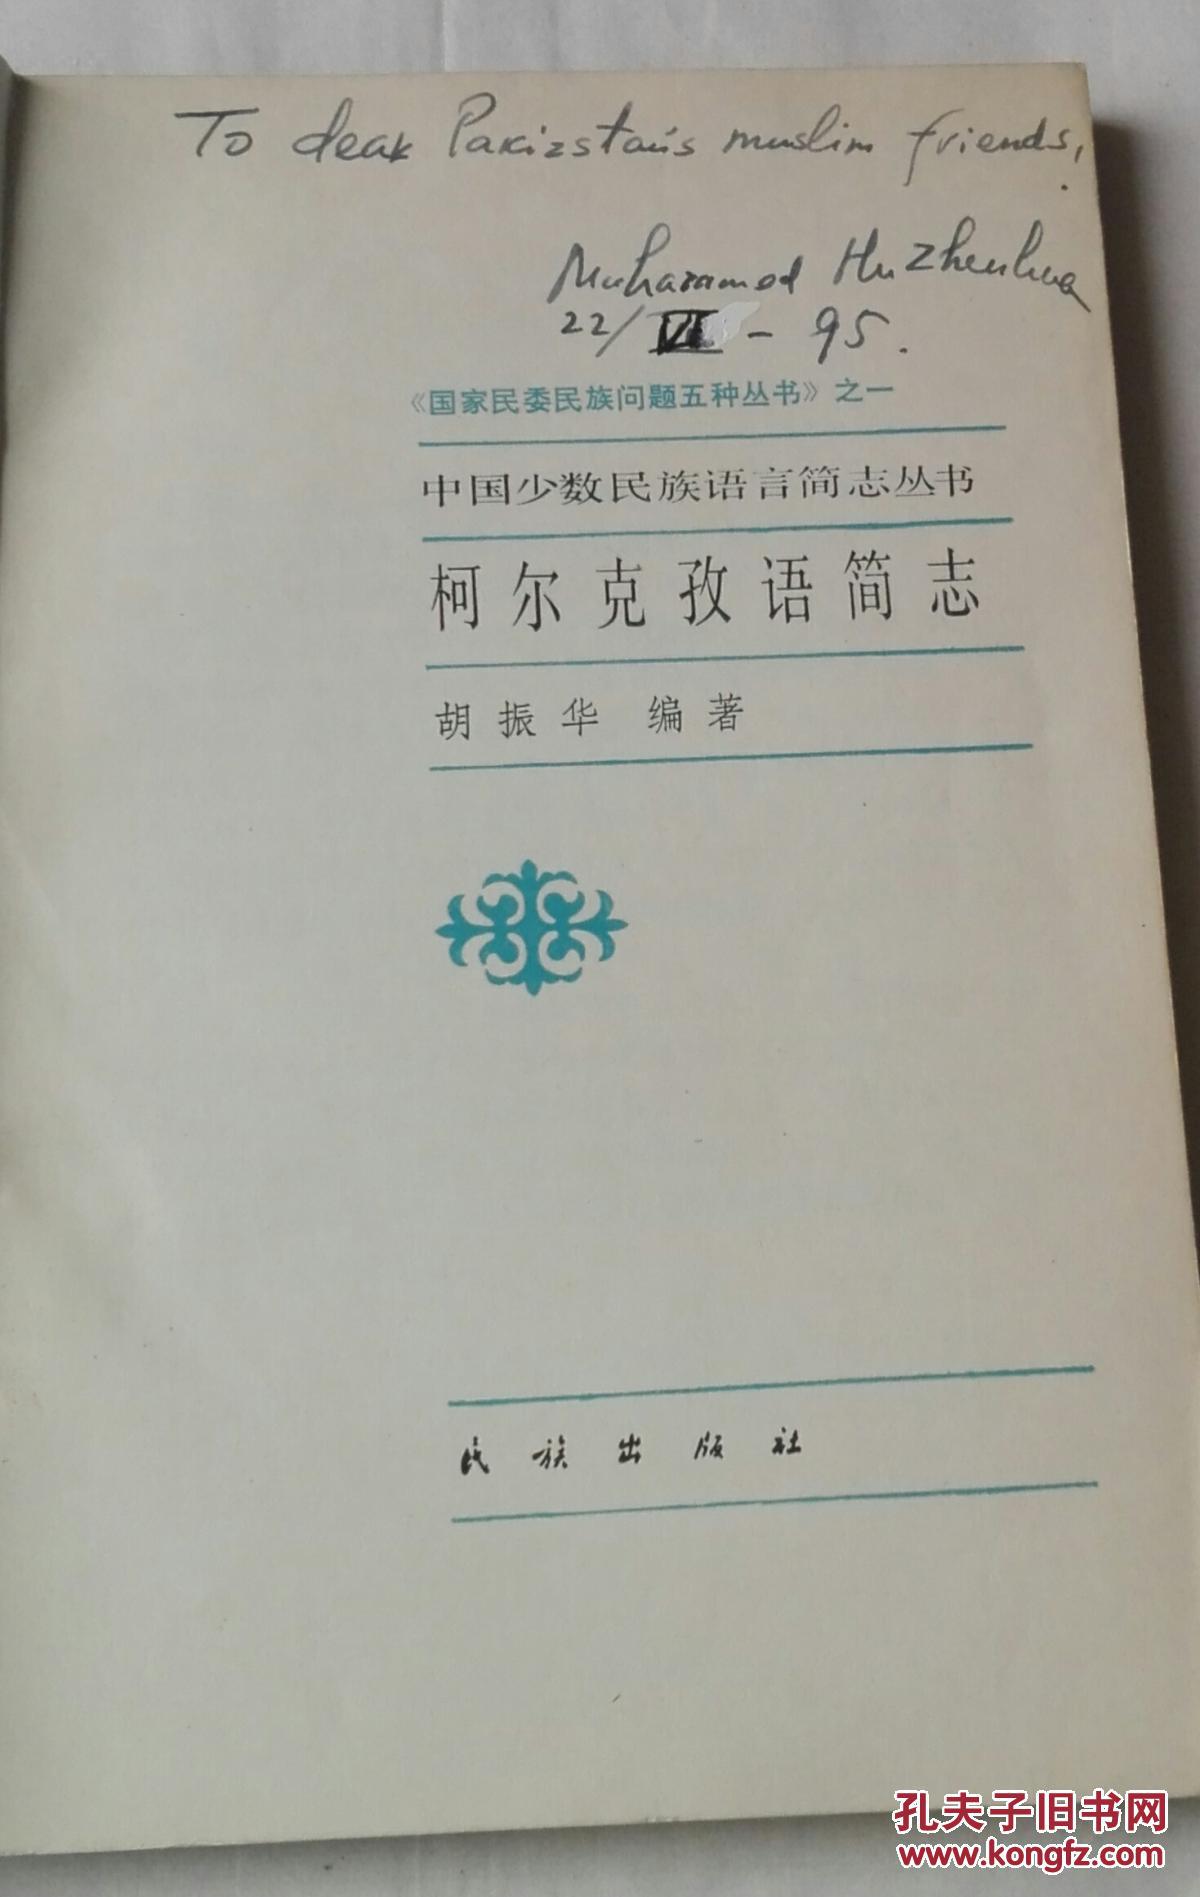 To dear Pakizstan's muslim friends,
Muhammed Hu Zhenhua
22/VI - 95.
《国家民委民族问题五种丛书》之一
中国少数民族语言简志丛书
柯尔克孜语简志
胡振华 编著
民族出版社
孔夫子旧书网
www.kongfz.com